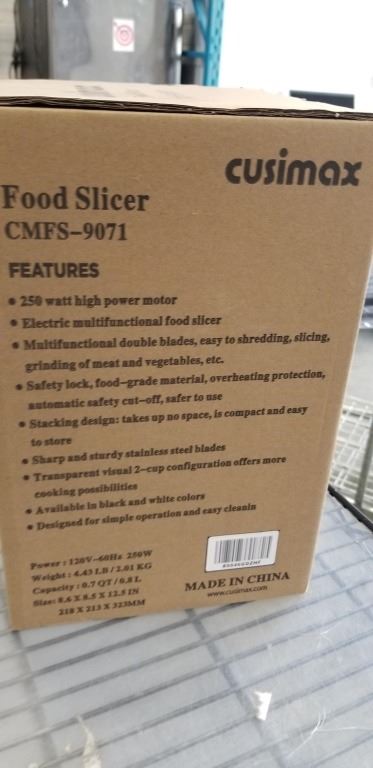 cusimax
Food Slicer
CMFS-9071
FEATURES
• 250 watt high power motor
• Electric multifunctional food slicer
• Multifunctional double blades, easy to shredding, slicing,
grinding of meat and vegetables, etc.
• Safety lock, food-grade material, overheating protection,
automatic safety cut-off, safer to use
• Stacking design: takes up no space, is compact and easy
to store
• Sharp and sturdy stainless steel blades
• Transparent visual 2-cup configuration offers more
cooking possibilities
• Available in black and white colors
• Designed for simple operation and easy cleanin
Power : 120V~60Hz 250W
Weight : 4.43 LB / 2.01 KG
Capacity : 0.7 QT / 0.8 L
Size: 8.6 X 8.5 X 12.5 IN
218 X 213 X 323MM
MADE IN CHINA
www.cusimax.com